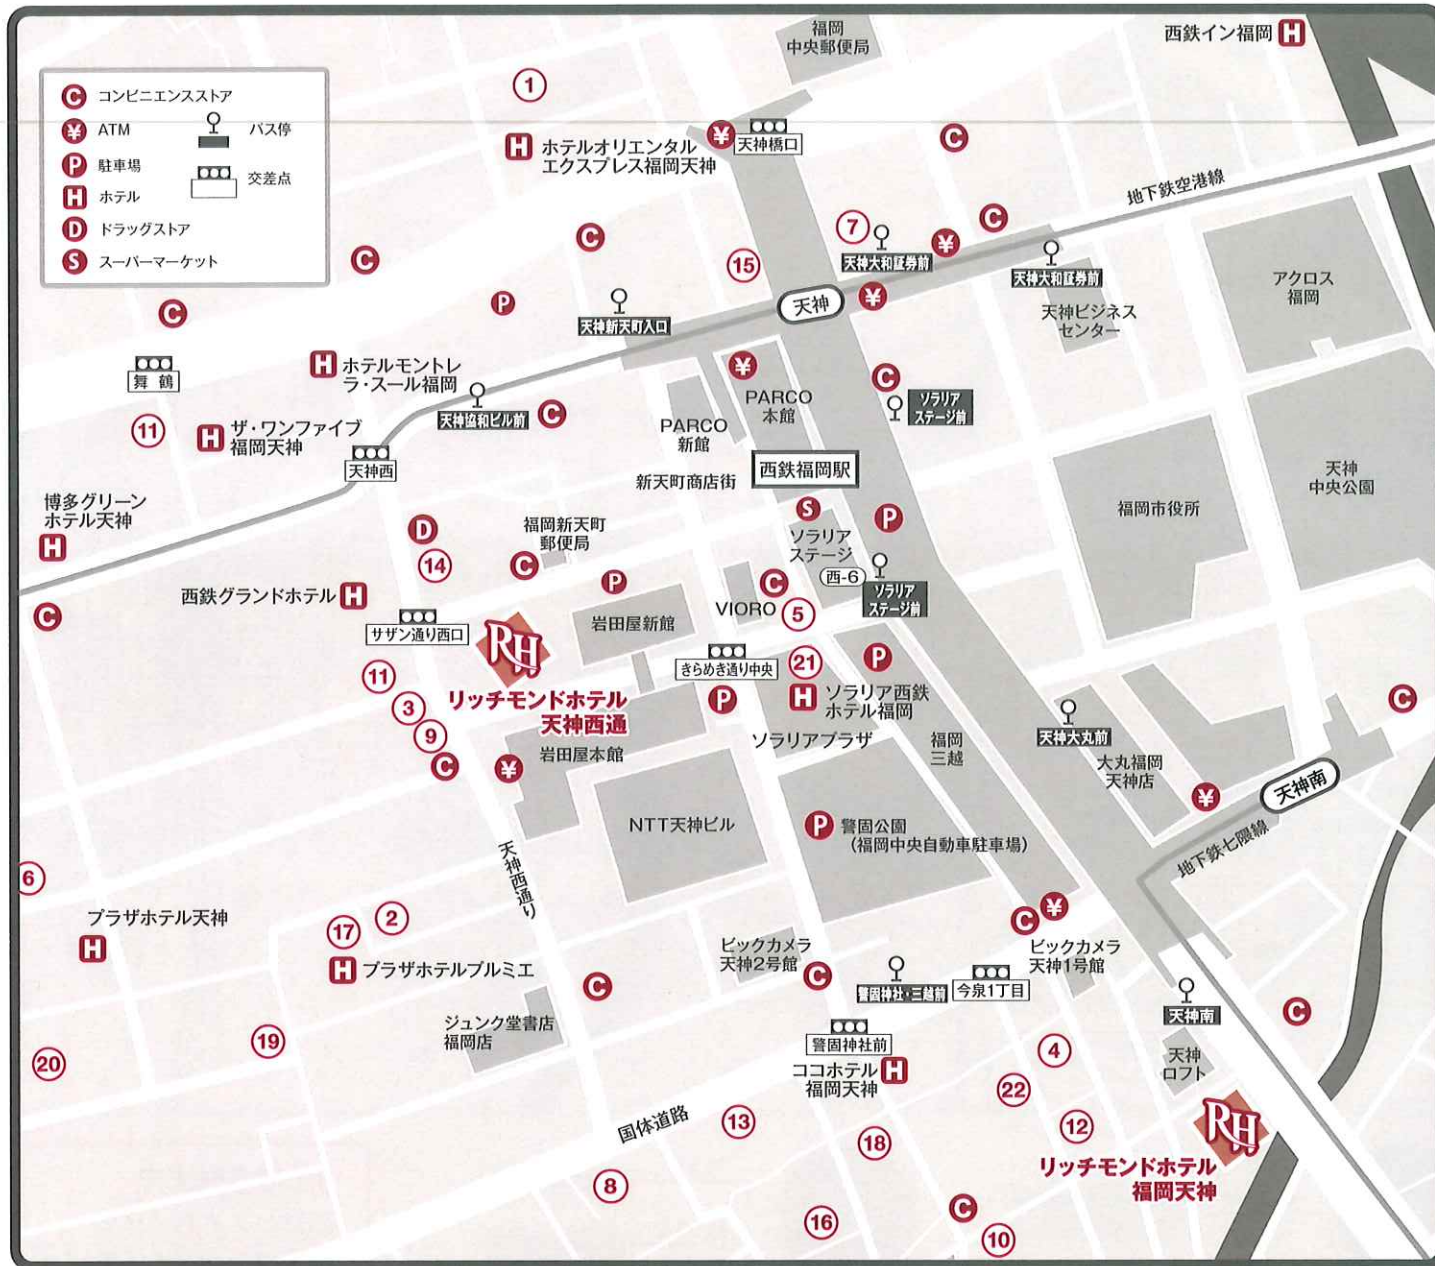 福岡
中央郵便局
西鉄イン福岡 H
C コンビニエンスストア
¥ ATM
バス停
P 駐車場
交差点
H ホテル
D ドラッグストア
S スーパーマーケット
1
H ホテルオリエンタル
エクスプレス福岡天神
¥
天神橋口
C
地下鉄空港線
C
C
C
7
天神大和証券前
¥
天神大和証券前
15
アクロス
福岡
天神
¥
天神ビジネス
センター
P
天神新天町入口
C
舞鶴
H ホテルモントレ
ラ・スール福岡
¥
PARCO
本館
C
ソラリア
ステージ前
天神協和ビル前
C
PARCO
新館
11
H ザ・ワンファイブ
福岡天神
天神西
新天町商店街
西鉄福岡駅
天神
中央公園
福岡市役所
博多グリーン
ホテル天神
H
D
14
福岡新天町
郵便局
C
S
ソラリア
ステージ
西-6
P
ソラリア
ステージ前
西鉄グランドホテル H
P
C
VIORO
C
5
サザン通り西口
RH
リッチモンドホテル
天神西通
岩田屋新館
きらめき通り中央
21
P
11
3
9
C
¥
岩田屋本館
P
H ソラリア西鉄
ホテル福岡
ソラリアプラザ
福岡
三越
天神大丸前
大丸福岡
天神店
C
¥
天神南
地下鉄七隈線
NTT天神ビル
P 警固公園
(福岡中央自動車駐車場)
天神西通り
6
プラザホテル天神
H
17
2
H プラザホテルプルミエ
ビックカメラ
天神2号館
C
C
¥
ビックカメラ
天神1号館
C
警固神社・三越前
今泉1丁目
天神南
C
ジュンク堂書店
福岡店
警固神社前
ココホテル
福岡天神
H
4
天神
ロフト
20
19
22
国体道路
13
18
12
RH
リッチモンドホテル
福岡天神
8
16
C
10